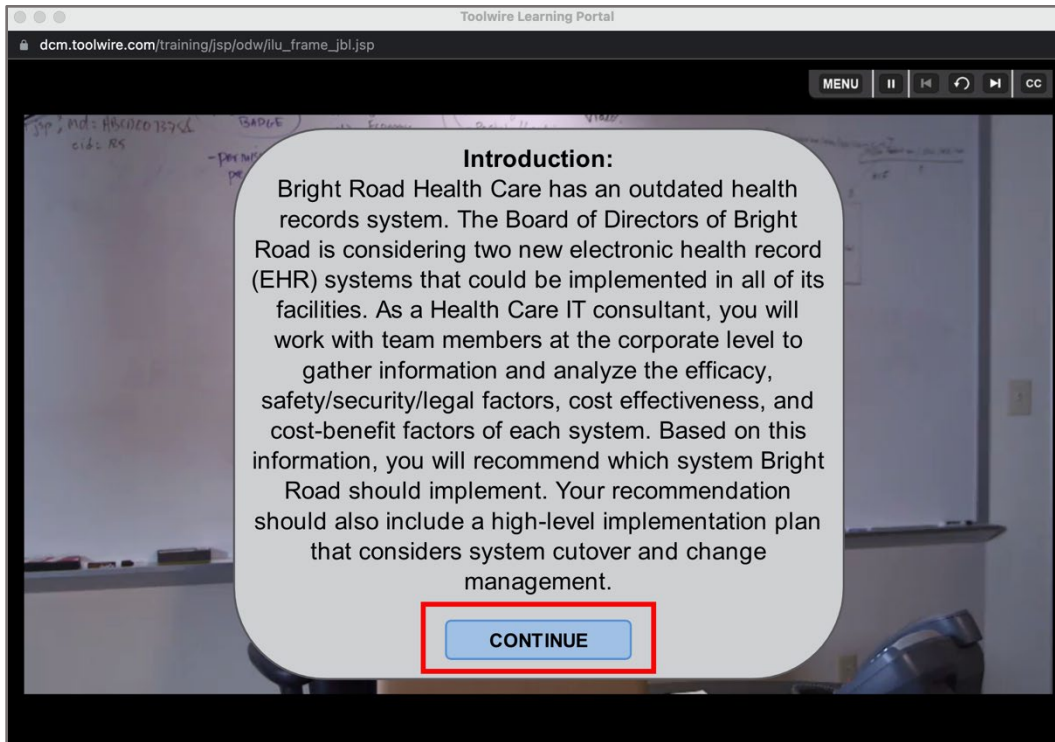 Toolwire Learning Portal
dcm.toolwire.com/training/jsp/odw/ilu_frame_jbl.jsp
MENU
CC
BADGE
Introduction:
Bright Road Health Care has an outdated health
records system. The Board of Directors of Bright
Road is considering two new electronic health record
(EHR) systems that could be implemented in all of its
facilities. As a Health Care IT consultant, you will
work with team members at the corporate level to
gather information and analyze the efficacy,
safety/security/legal factors, cost effectiveness, and
cost-benefit factors of each system. Based on this
information, you will recommend which system Bright
Road should implement. Your recommendation
should also include a high-level implementation plan
that considers system cutover and change
management.
CONTINUE